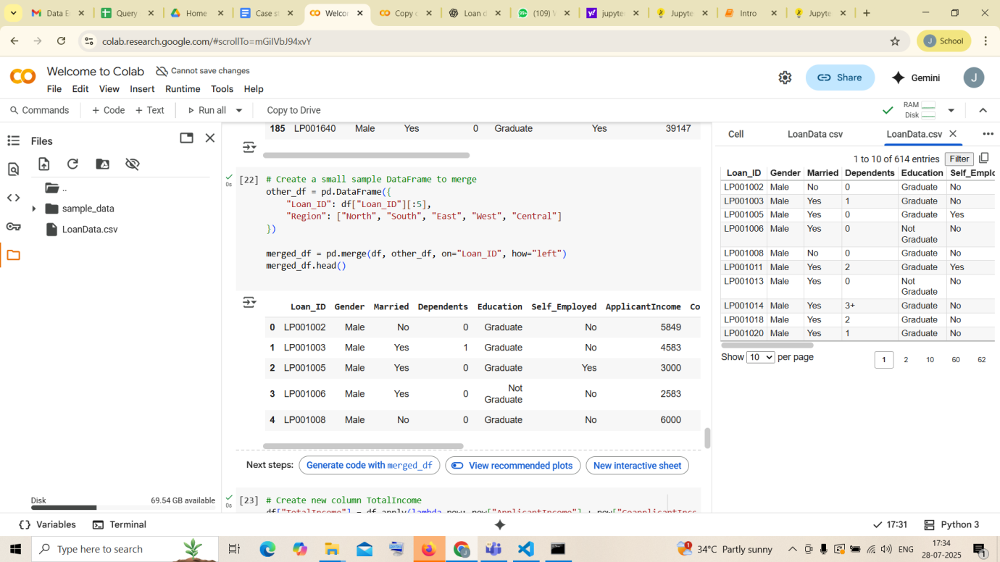 Data E
Query
Home
Case s
Welco
Copy o
Loan d
(109) 
jupyte
Jupyte
Intro
Jupyte
colab.research.google.com/#scrollTo=mGiIVbJ94xvY
J School
Welcome to Colab
Cannot save changes
File Edit View Insert Runtime Tools Help
Share
Gemini
J
Commands
+ Code + Text
Run all
Copy to Drive
RAM
Disk
Files
..
sample_data
LoanData.csv
Disk
69.54 GB available
185 LP001640 Male Yes 0 Graduate Yes 39147
0s
[22] # Create a small sample DataFrame to merge
other_df = pd.DataFrame({
"Loan_ID": df["Loan_ID"][:5],
"Region": ["North", "South", "East", "West", "Central"]
})
merged_df = pd.merge(df, other_df, on="Loan_ID", how="left")
merged_df.head()
Loan_ID Gender Married Dependents Education Self_Employed ApplicantIncome Co
0 LP001002 Male No 0 Graduate No 5849
1 LP001003 Male Yes 1 Graduate No 4583
2 LP001005 Male Yes 0 Graduate Yes 3000
3 LP001006 Male Yes 0 Not Graduate No 2583
4 LP001008 Male No 0 Graduate No 6000
Next steps: Generate code with merged_df View recommended plots New interactive sheet
0s
[23] # Create new column TotalIncome
df["TotalIncome"] = df.apply(lambda row: row["ApplicantIncome"] + row["CoapplicantInco
Cell LoanData csv LoanData.csv
1 to 10 of 614 entries Filter
Loan_ID Gender Married Dependents Education Self_Emplo
LP001002 Male No 0 Graduate No
LP001003 Male Yes 1 Graduate No
LP001005 Male Yes 0 Graduate Yes
LP001006 Male Yes 0 Not Graduate No
LP001008 Male No 0 Graduate No
LP001011 Male Yes 2 Graduate Yes
LP001013 Male Yes 0 Not Graduate No
LP001014 Male Yes 3+ Graduate No
LP001018 Male Yes 2 Graduate No
LP001020 Male Yes 1 Graduate No
Show 10 per page
1 2 10 60 62
Variables Terminal
17:31 Python 3
Type here to search
34°C Partly sunny
ENG
17:34
28-07-2025
1